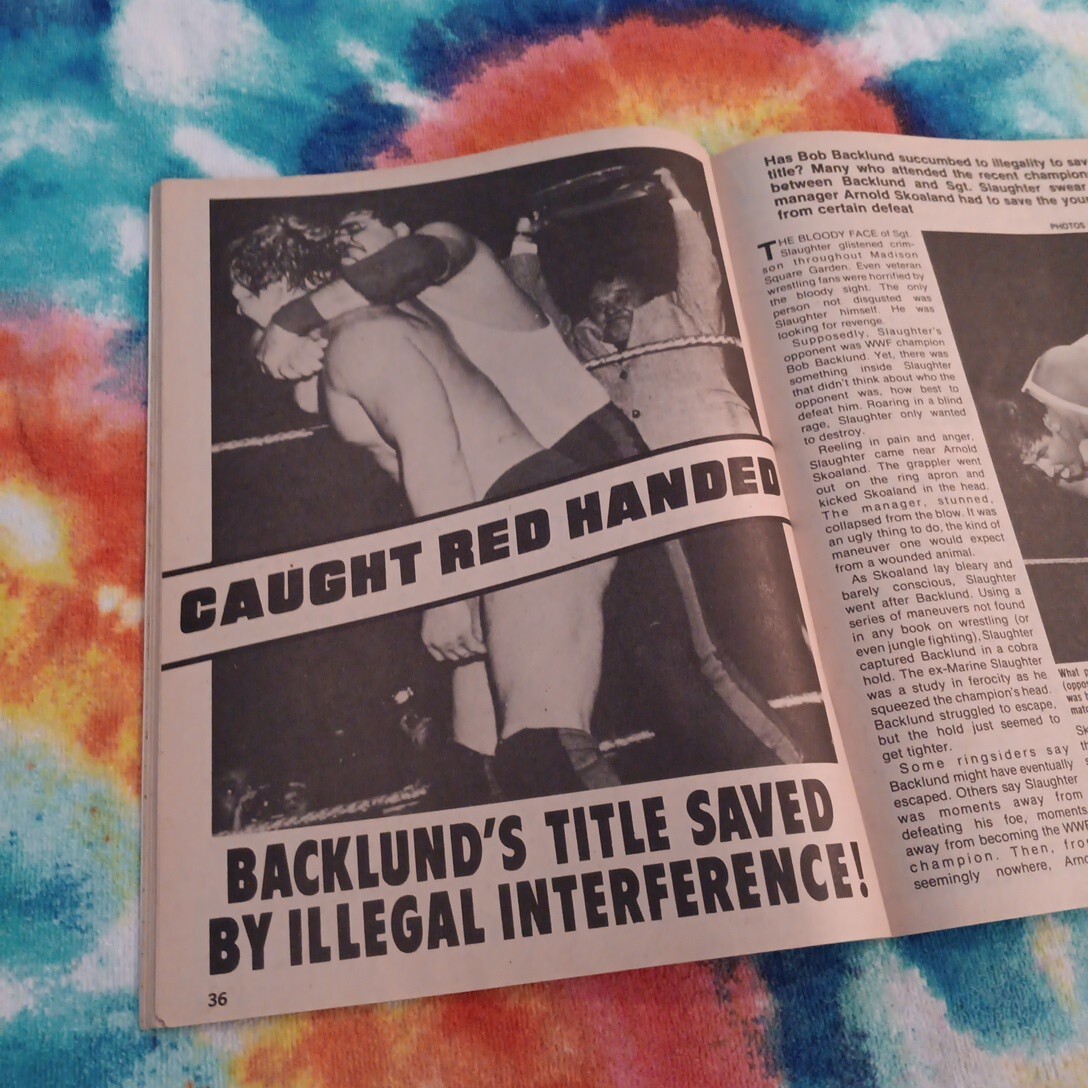 CAUGHT RED HANDED
BACKLUND'S TITLE SAVED
BY ILLEGAL INTERFERENCE!
36
Has Bob Backlund succumbed to illegality to
title? Many who attended the recent
between Backlund and Sgt. Slaughter swear
manager Arnold Skoaland had to save the
from certain defeat
PHOTOS
THE BLOODY FACE of Sgt.
Slaughter glistened crim-
son throughout Madison
Square Garden. Even veteran
wrestling fans were horrified by
the bloody sight. The only
person not disgusted was
Slaughter himself. He was
looking for revenge.
Supposedly, Slaughter's
opponent was WWF champion
Bob Backlund. Yet, there was
something inside Slaughter
that didn't think about who the
opponent was, how best to
defeat him. Roaring in a blind
rage, Slaughter only wanted
to destroy.
Reeling in pain and anger,
Slaughter came near Arnold
Skoaland. The grappler went
out on the ring apron and
kicked Skoaland in the head.
The manager, stunned,
collapsed from the blow. It was
an ugly thing to do, the kind of
maneuver one would expect
from a wounded animal.
As Skoaland lay bleary and
barely conscious, Slaughter
went after Backlund. Using a
series of maneuvers not found
in any book on wrestling (or
even jungle fighting), Slaughter
captured Backlund in a cobra
hold. The ex-Marine Slaughter
was a study in ferocity as he
squeezed the champion's head.
Backlund struggled to escape,
but the hold just seemed to
get tighter.
Some ringsiders say
Backlund might have eventually
escaped. Others say Slaughter
was moments away from
defeating his foe, moments
away from becoming the WWF
champion. Then, from
seemingly nowhere,
What